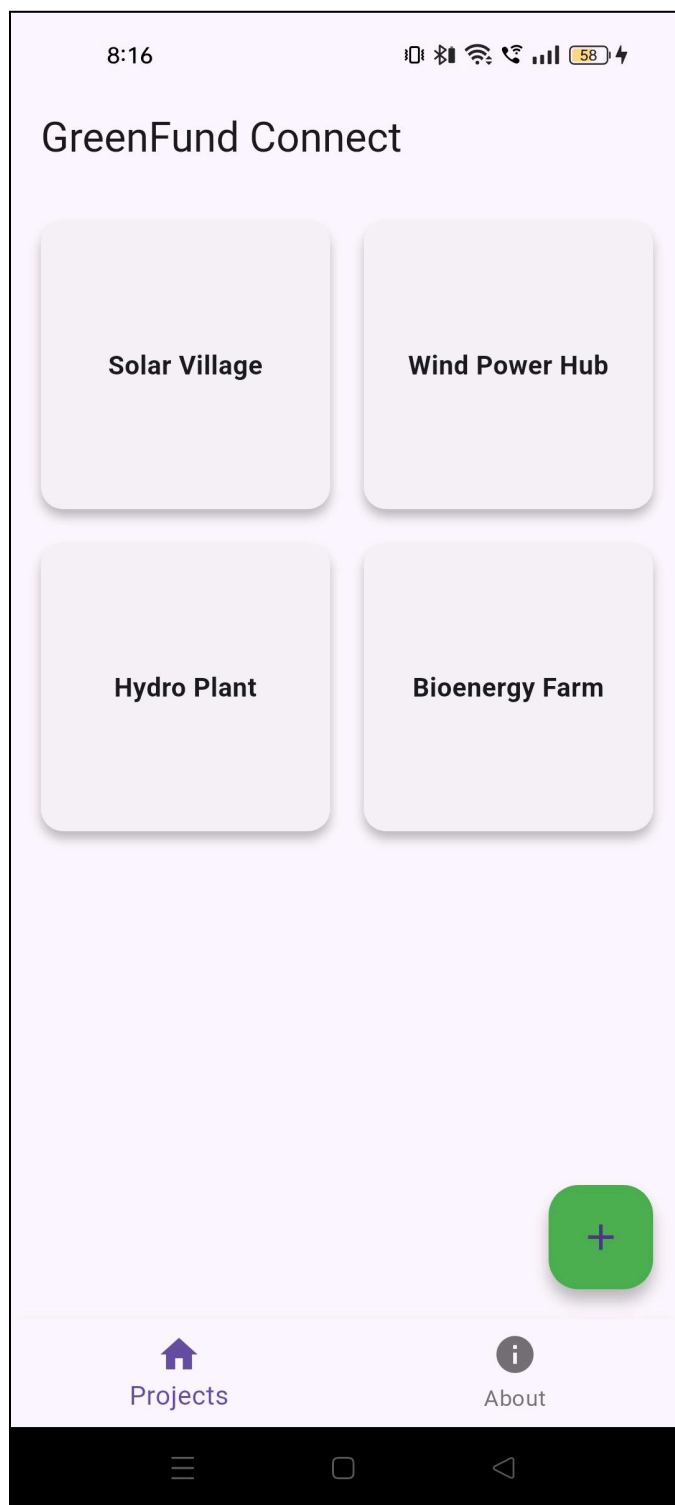 8:16 58
GreenFund Connect
Solar Village Wind Power Hub
Hydro Plant Bioenergy Farm
+
Projects About